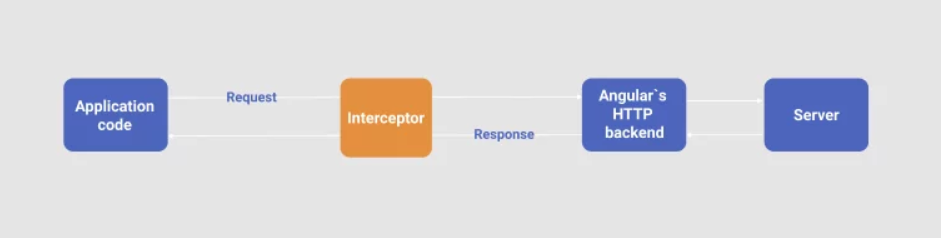 Application
code
Request
Interceptor
Response
Angular`s
HTTP
backend
Server